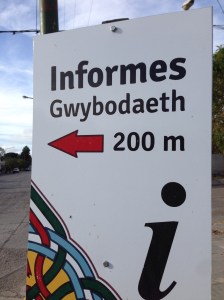 Informes
Gwybodaeth
200 m
i